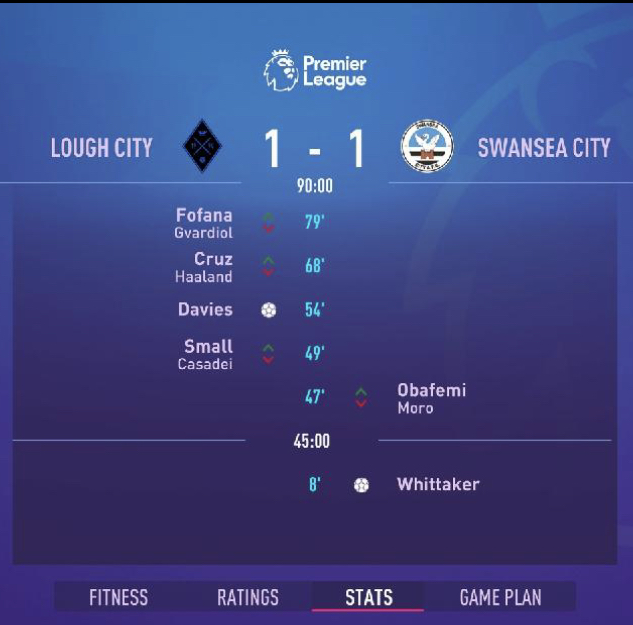 Premier
League
LOUGH CITY 1 - 1 SWANSEA CITY
90:00
Fofana 79'
Gvardiol
Cruz 68'
Haaland
Davies 54'
Small 49'
Casadei
47' Obafemi
Moro
45:00
8' Whittaker
FITNESS RATINGS STATS GAME PLAN